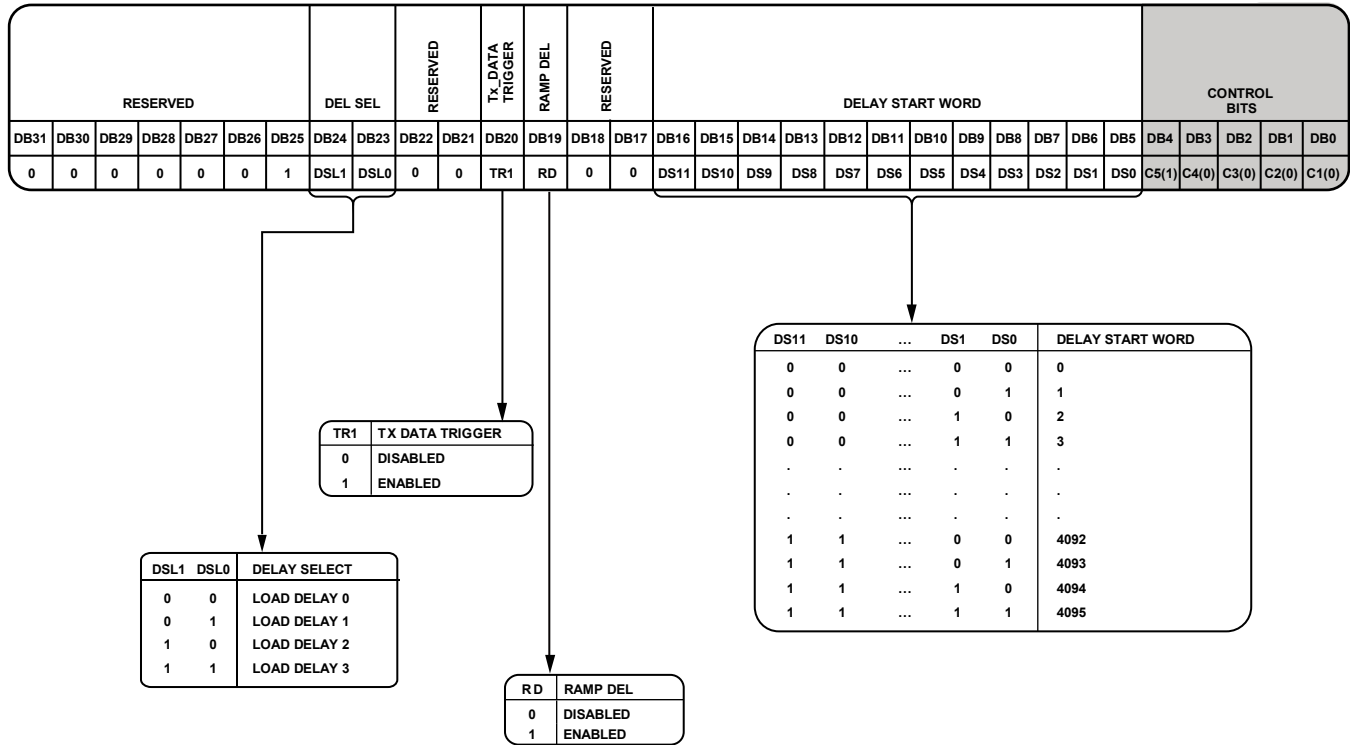 RESERVED DEL SEL RESERVED Tx_DATA TRIGGER RAMP DEL RESERVED DELAY START WORD CONTROL BITS
DB31 DB30 DB29 DB28 DB27 DB26 DB25 DB24 DB23 DB22 DB21 DB20 DB19 DB18 DB17 DB16 DB15 DB14 DB13 DB12 DB11 DB10 DB9 DB8 DB7 DB6 DB5 DB4 DB3 DB2 DB1 DB0
0 0 0 0 0 0 1 DSL1 DSL0 0 0 TR1 RD 0 0 DS11 DS10 DS9 DS8 DS7 DS6 DS5 DS4 DS3 DS2 DS1 DS0 C5(1) C4(0) C3(0) C2(0) C1(0)
DS11 DS10 ... DS1 DS0 DELAY START WORD
0 0 ... 0 0 0
0 0 ... 0 1 1
0 0 ... 1 0 2
0 0 ... 1 1 3
. . ... . . .
. . ... . . .
. . ... . . .
1 1 ... 0 0 4092
1 1 ... 0 1 4093
1 1 ... 1 0 4094
1 1 ... 1 1 4095
TR1 TX DATA TRIGGER
0 DISABLED
1 ENABLED
DSL1 DSL0 DELAY SELECT
0 0 LOAD DELAY 0
0 1 LOAD DELAY 1
1 0 LOAD DELAY 2
1 1 LOAD DELAY 3
RD RAMP DEL
0 DISABLED
1 ENABLED